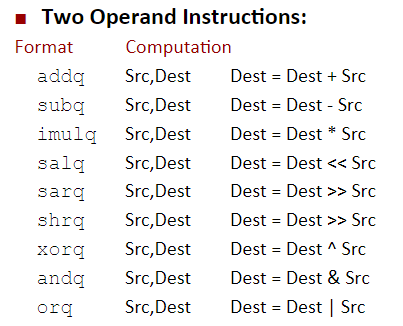 Two Operand Instructions:
Format Computation
addq Src,Dest Dest = Dest + Src
subq Src,Dest Dest = Dest - Src
imulq Src,Dest Dest = Dest * Src
salq Src,Dest Dest = Dest << Src
sarq Src,Dest Dest = Dest >> Src
shrq Src,Dest Dest = Dest >> Src
xorq Src,Dest Dest = Dest ^ Src
andq Src,Dest Dest = Dest & Src
orq Src,Dest Dest = Dest | Src